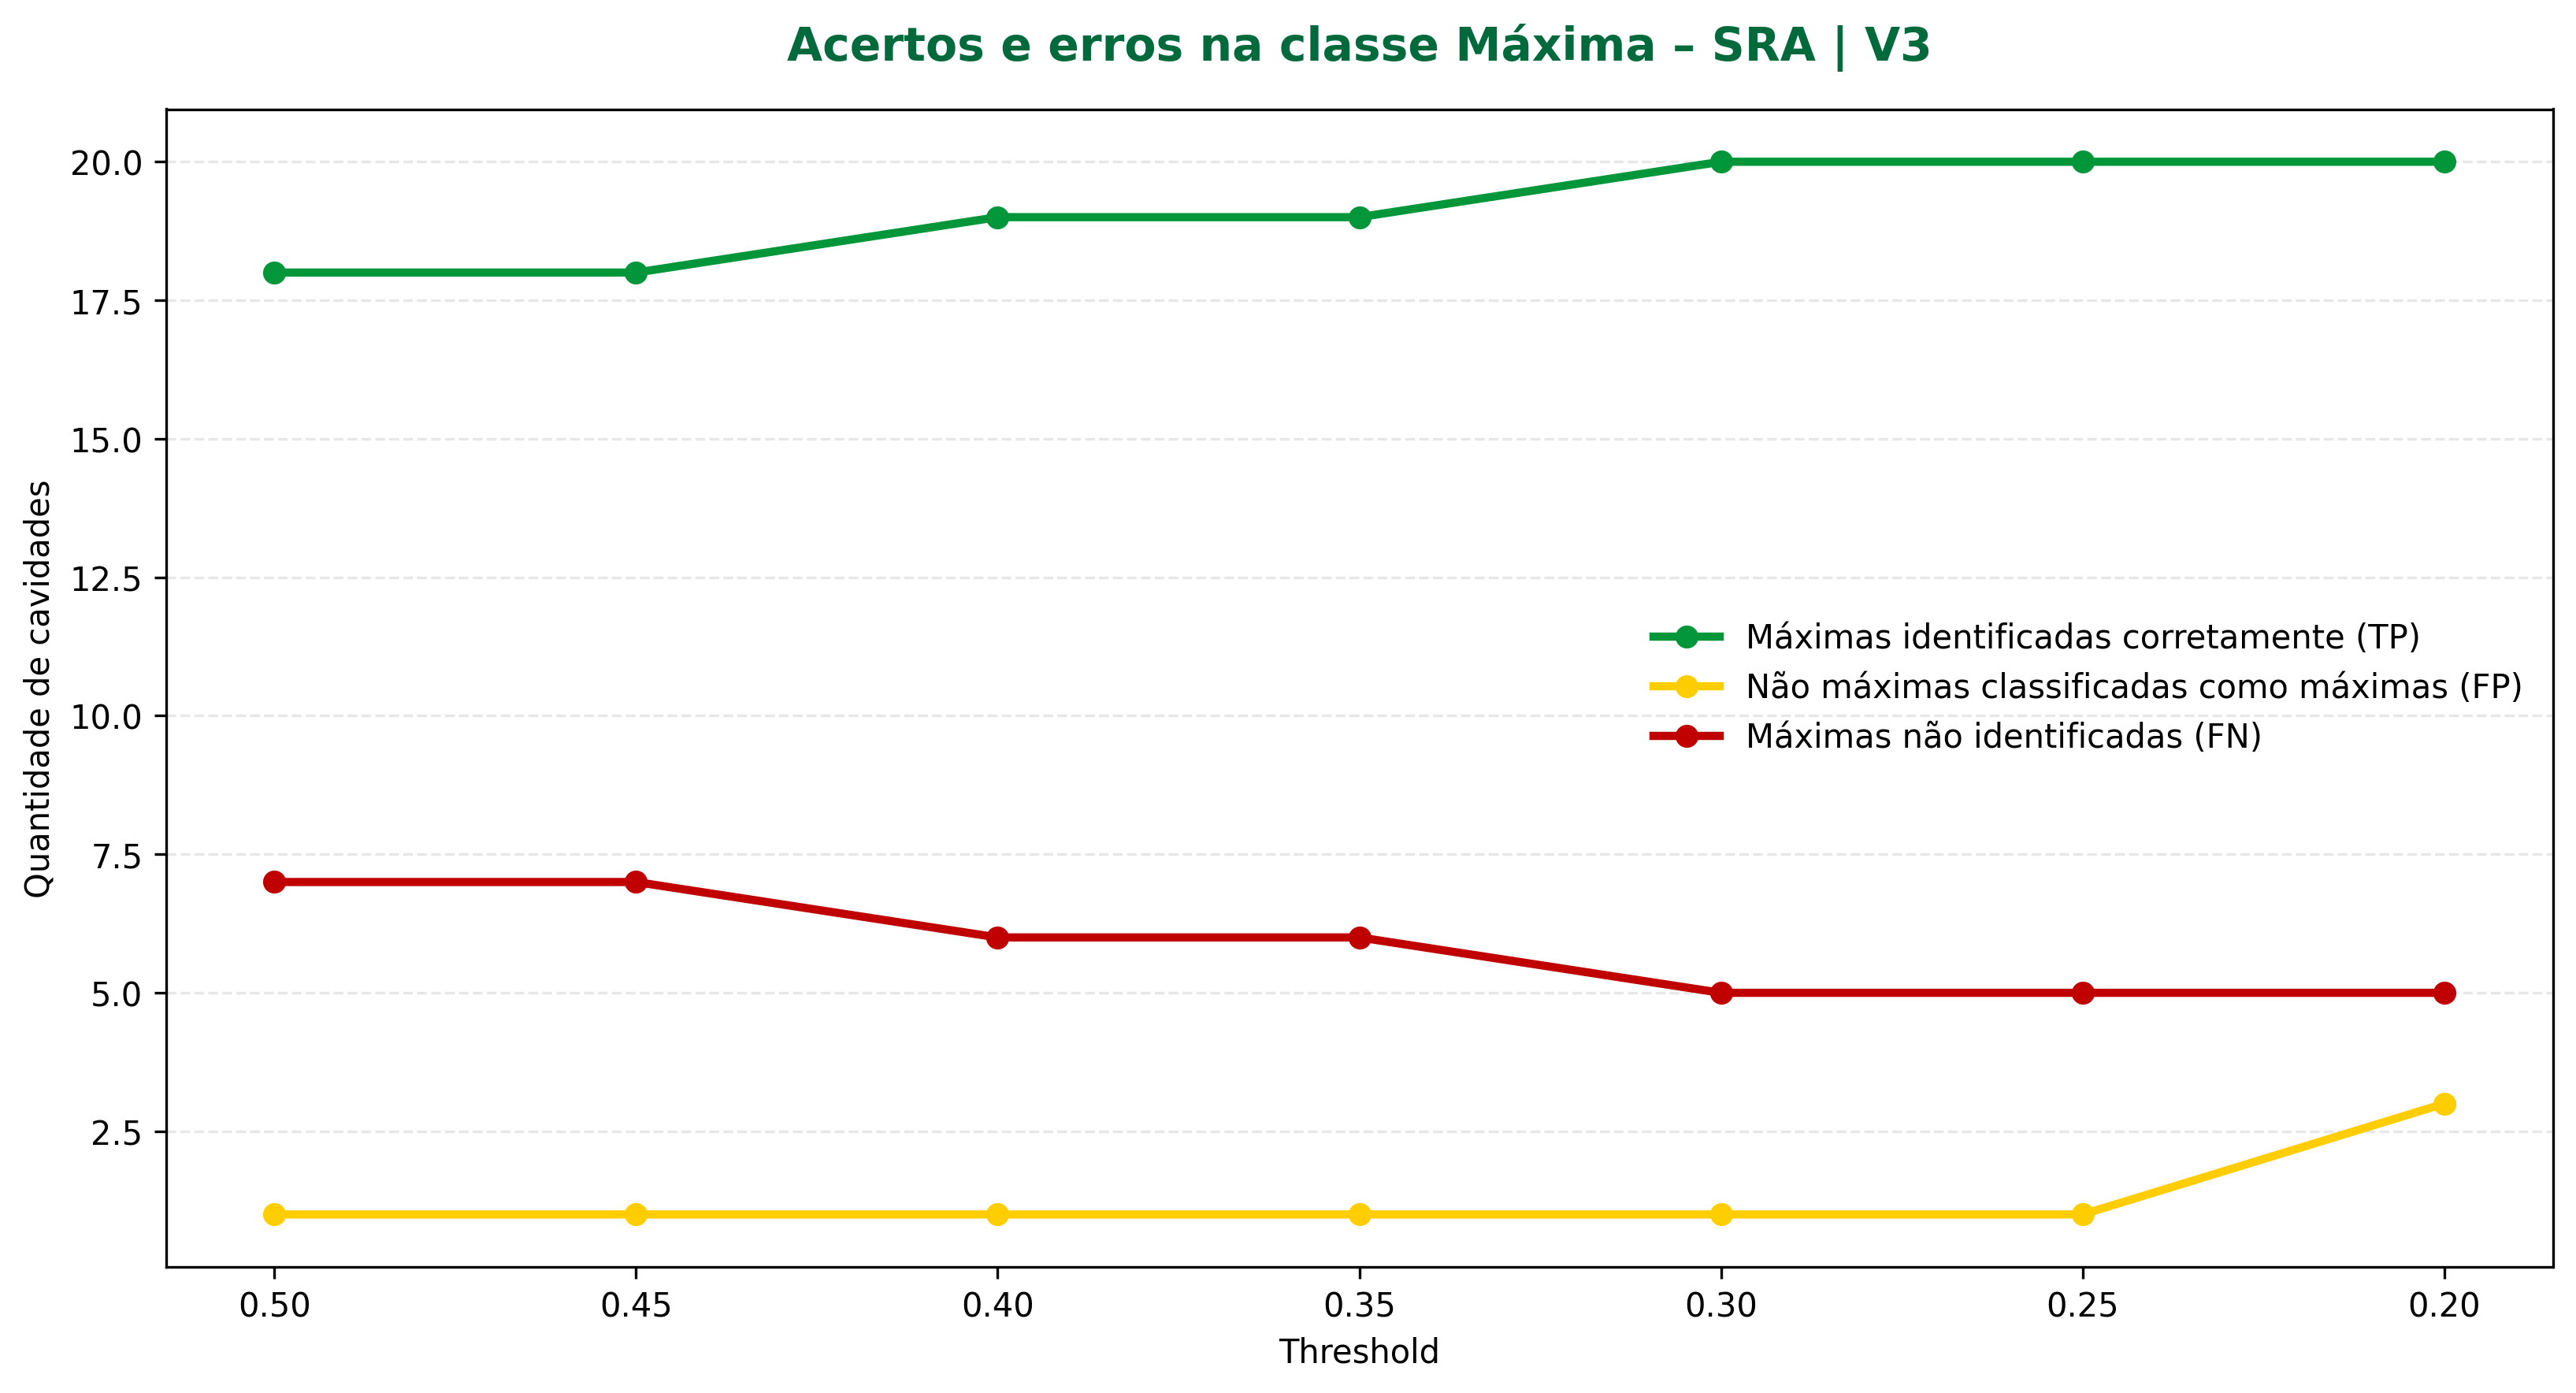 Acertos e erros na classe Máxima – SRA | V3
20.0
17.5
15.0
12.5
10.0
7.5
5.0
2.5
Quantidade de cavidades
Máximas identificadas corretamente (TP)
Não máximas classificadas como máximas (FP)
Máximas não identificadas (FN)
0.50 0.45 0.40 0.35 0.30 0.25 0.20
Threshold